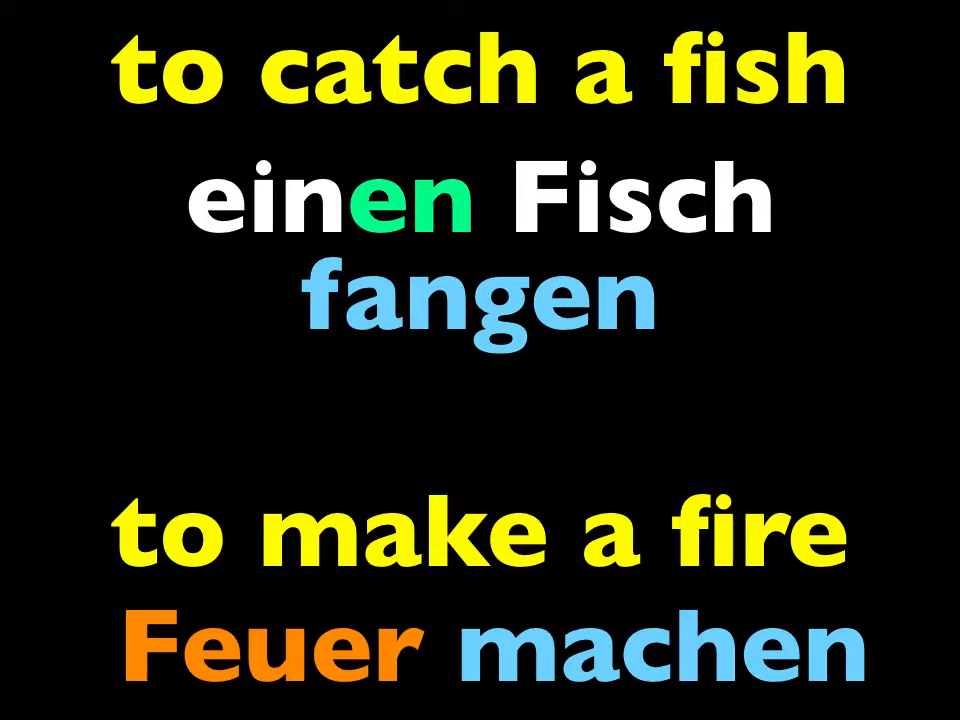 to catch a fish
einen Fisch
fangen
to make a fire
Feuer machen